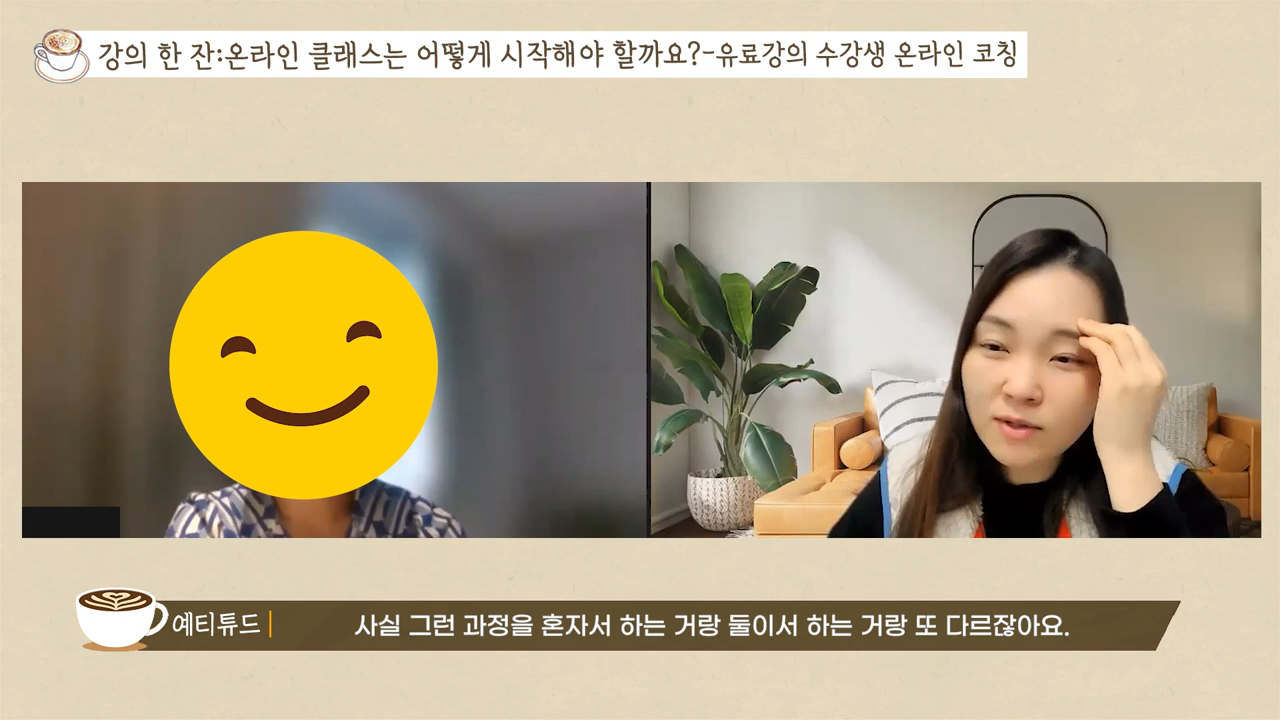 강의 한 잔:온라인 클래스는 어떻게 시작해야 할까요?-유료강의 수강생 온라인 코칭
예티튜드
사실 그런 과정을 혼자서 하는 거랑 둘이서 하는 거랑 또 다르잖아요.